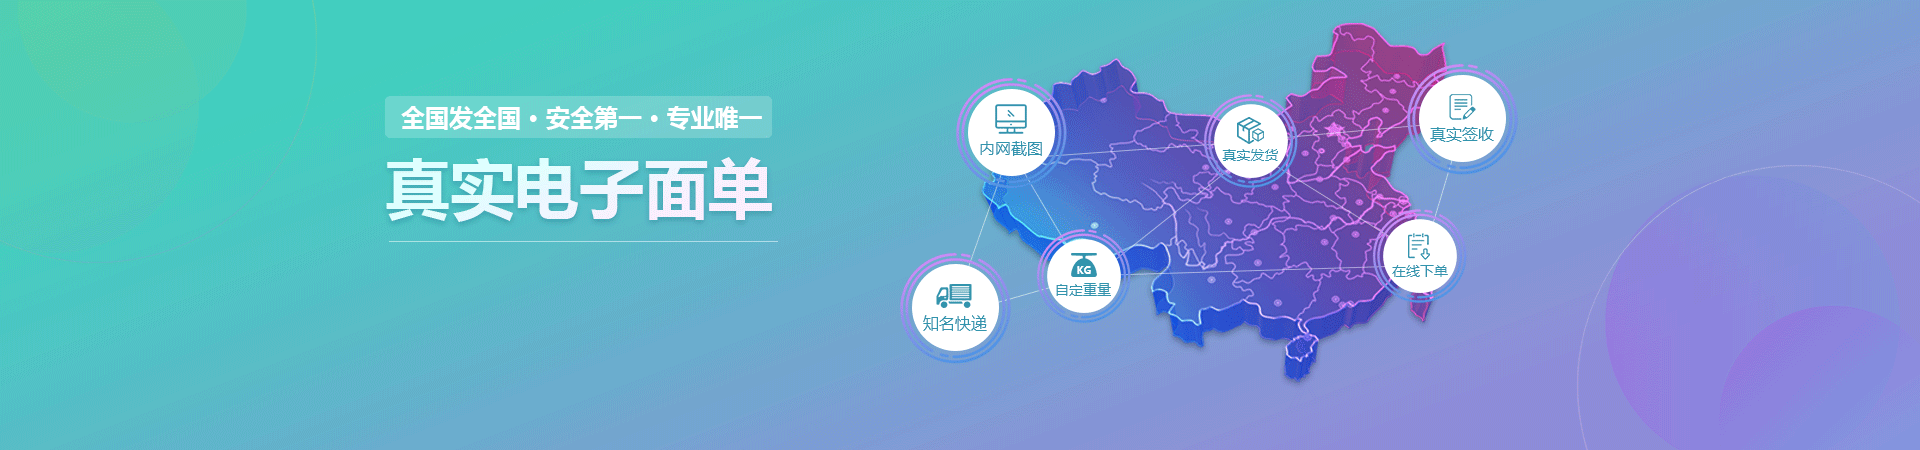 全国发全国·安全第一·专业唯一
真实电子面单
内网截图
真实发货
真实签收
知名快递
KG
自定重量
在线下单